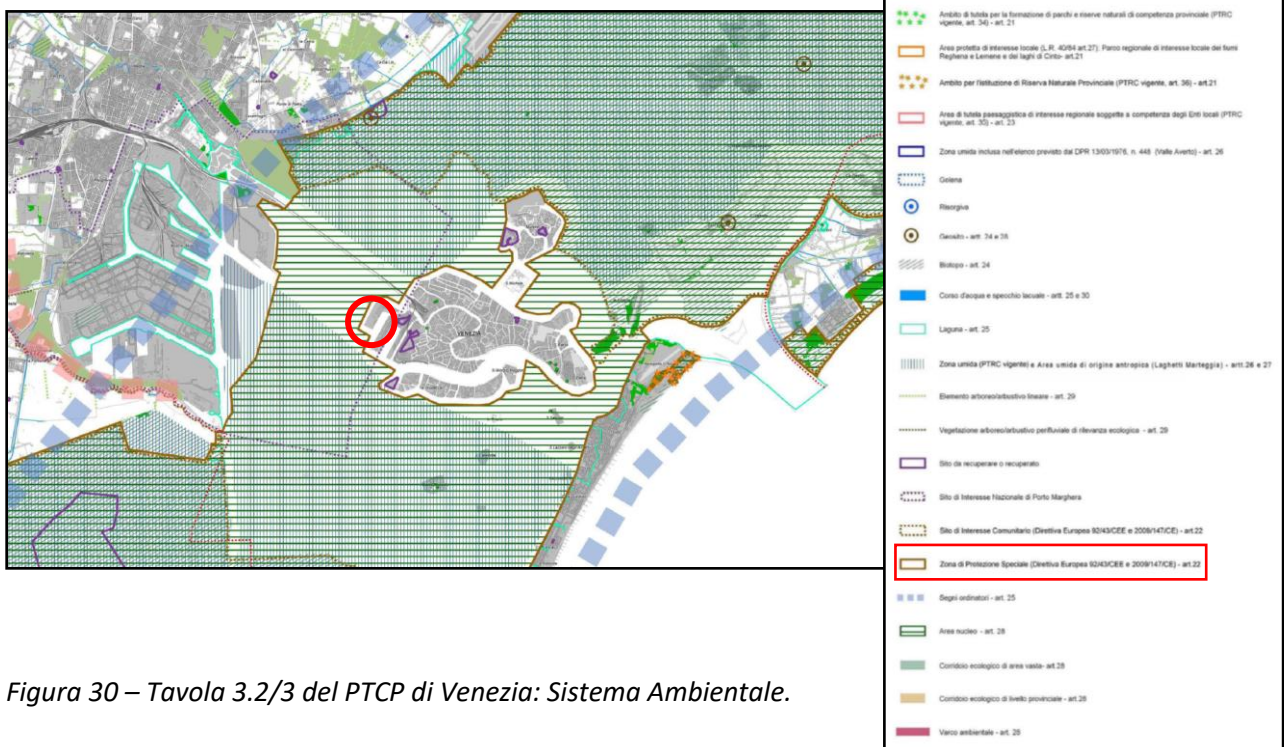 Ambito di tutela per la formazione di parchi e riserve naturali di competenza provinciale (PTRC
vigente, art. 34) - art. 21
Area protetta di interesse locale (L.R. 40/84 art.27); Parco regionale di interesse locale dei fiumi
Reghena e Lemene e dei laghi di Cinto- art.21
Ambito per l'istituzione di Riserva Naturale Provinciale (PTRC vigente, art. 36) - art.21
Area di tutela paesaggistica di interesse regionale soggette a competenza degli Enti locali (PTRC
vigente, art. 35) - art. 23
Zona umida inclusa nell'elenco previsto dal DPR 13/03/1976, n. 448 (Valle Averto) - art. 26
Golena
Risorgiva
Geosito - artt. 24 e 28
Biotopo - art. 24
Corso d'acqua e specchio lacuale - artt. 25 e 30
Laguna - art. 25
Zona umida (PTRC vigente) e Area umida di origine antropica (Laghetti Marteggia) - artt.26 e 27
Elemento arboreo/arbustivo lineare - art. 29
Vegetazione arboreo/arbustivo perifluviale di rilevanza ecologica - art. 29
Sito da recuperare o recuperato
Sito di Interesse Nazionale di Porto Marghera
Sito di Interesse Comunitario (Direttiva Europea 92/43/CEE e 2009/147/CE) - art.22
Zona di Protezione Speciale (Direttiva Europea 92/43/CEE e 2009/147/CE) - art.22
Segni ordinatori - art. 25
Area nucleo - art. 28
Corridoio ecologico di area vasta- art.28
Corridoio ecologico di livello provinciale - art.28
Varco ambientale - art. 28
VENEZIA
Figura 30 – Tavola 3.2/3 del PTCP di Venezia: Sistema Ambientale.